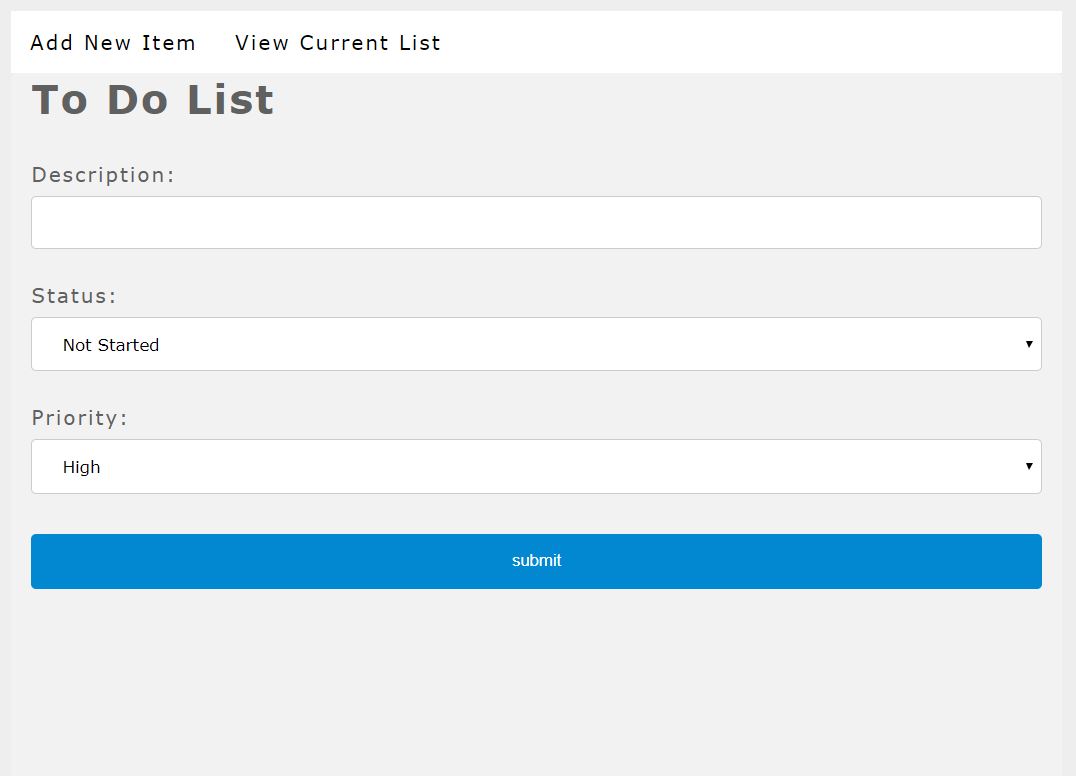 Add New Item View Current List
To Do List
Description:
Status:
Not Started
Priority:
High
submit